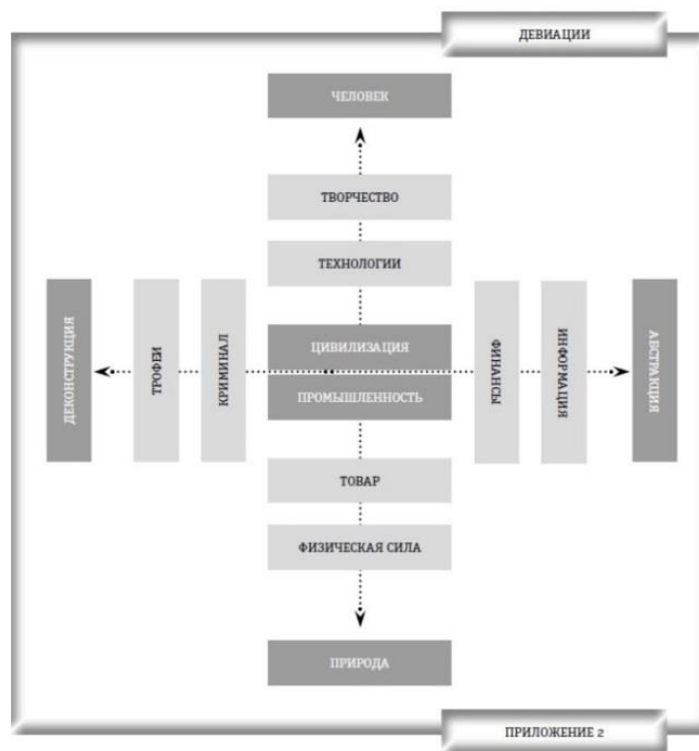 ДЕВИАЦИИ
ЧЕЛОВЕК
ТВОРЧЕСТВО
ТЕХНОЛОГИИ
ДЕКОНСТРУКЦИЯ
ТРОФЕИ
КРИМИНАЛ
ЦИВИЛИЗАЦИЯ
ПРОМЫШЛЕННОСТЬ
ФИНАНСЫ
ИНФОРМАЦИЯ
АБСТРАКЦИЯ
ТОВАР
ФИЗИЧЕСКАЯ СИЛА
ПРИРОДА
ПРИЛОЖЕНИЕ 2